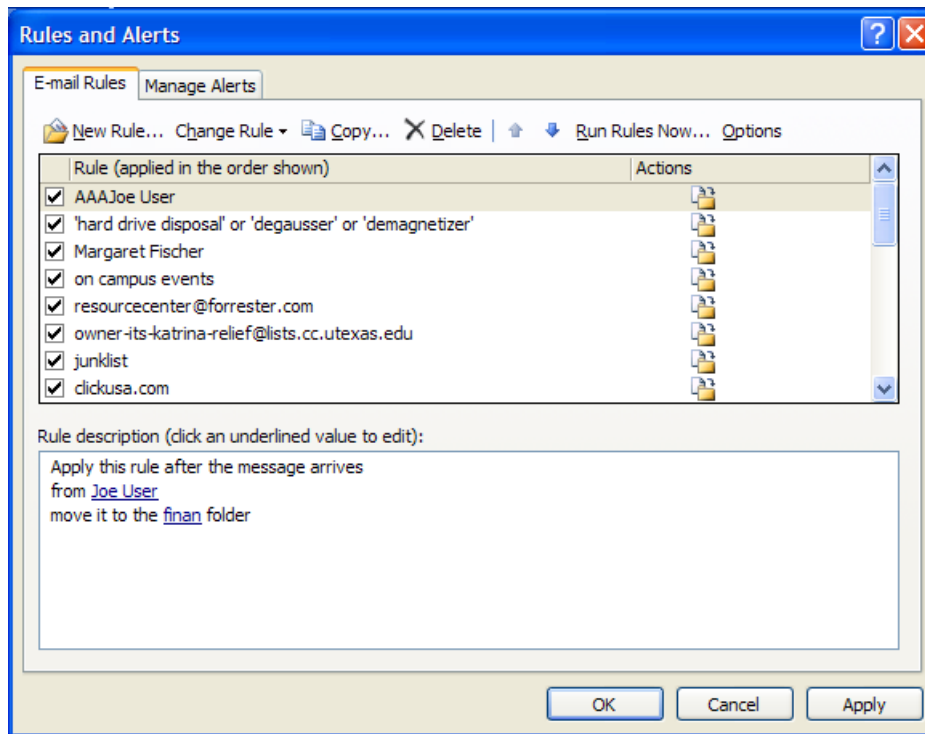 Rules and Alerts
E-mail Rules Manage Alerts
New Rule... Change Rule Copy... Delete Run Rules Now... Options
Rule (applied in the order shown) Actions
AAAJoe User
'hard drive disposal' or 'degausser' or 'demagnetizer'
Margaret Fischer
on campus events
resourcecenter@forrester.com
owner-its-katrina-relief@lists.cc.utexas.edu
junklist
clickusa.com
Rule description (click an underlined value to edit):
Apply this rule after the message arrives
from Joe User
move it to the finan folder
OK Cancel Apply